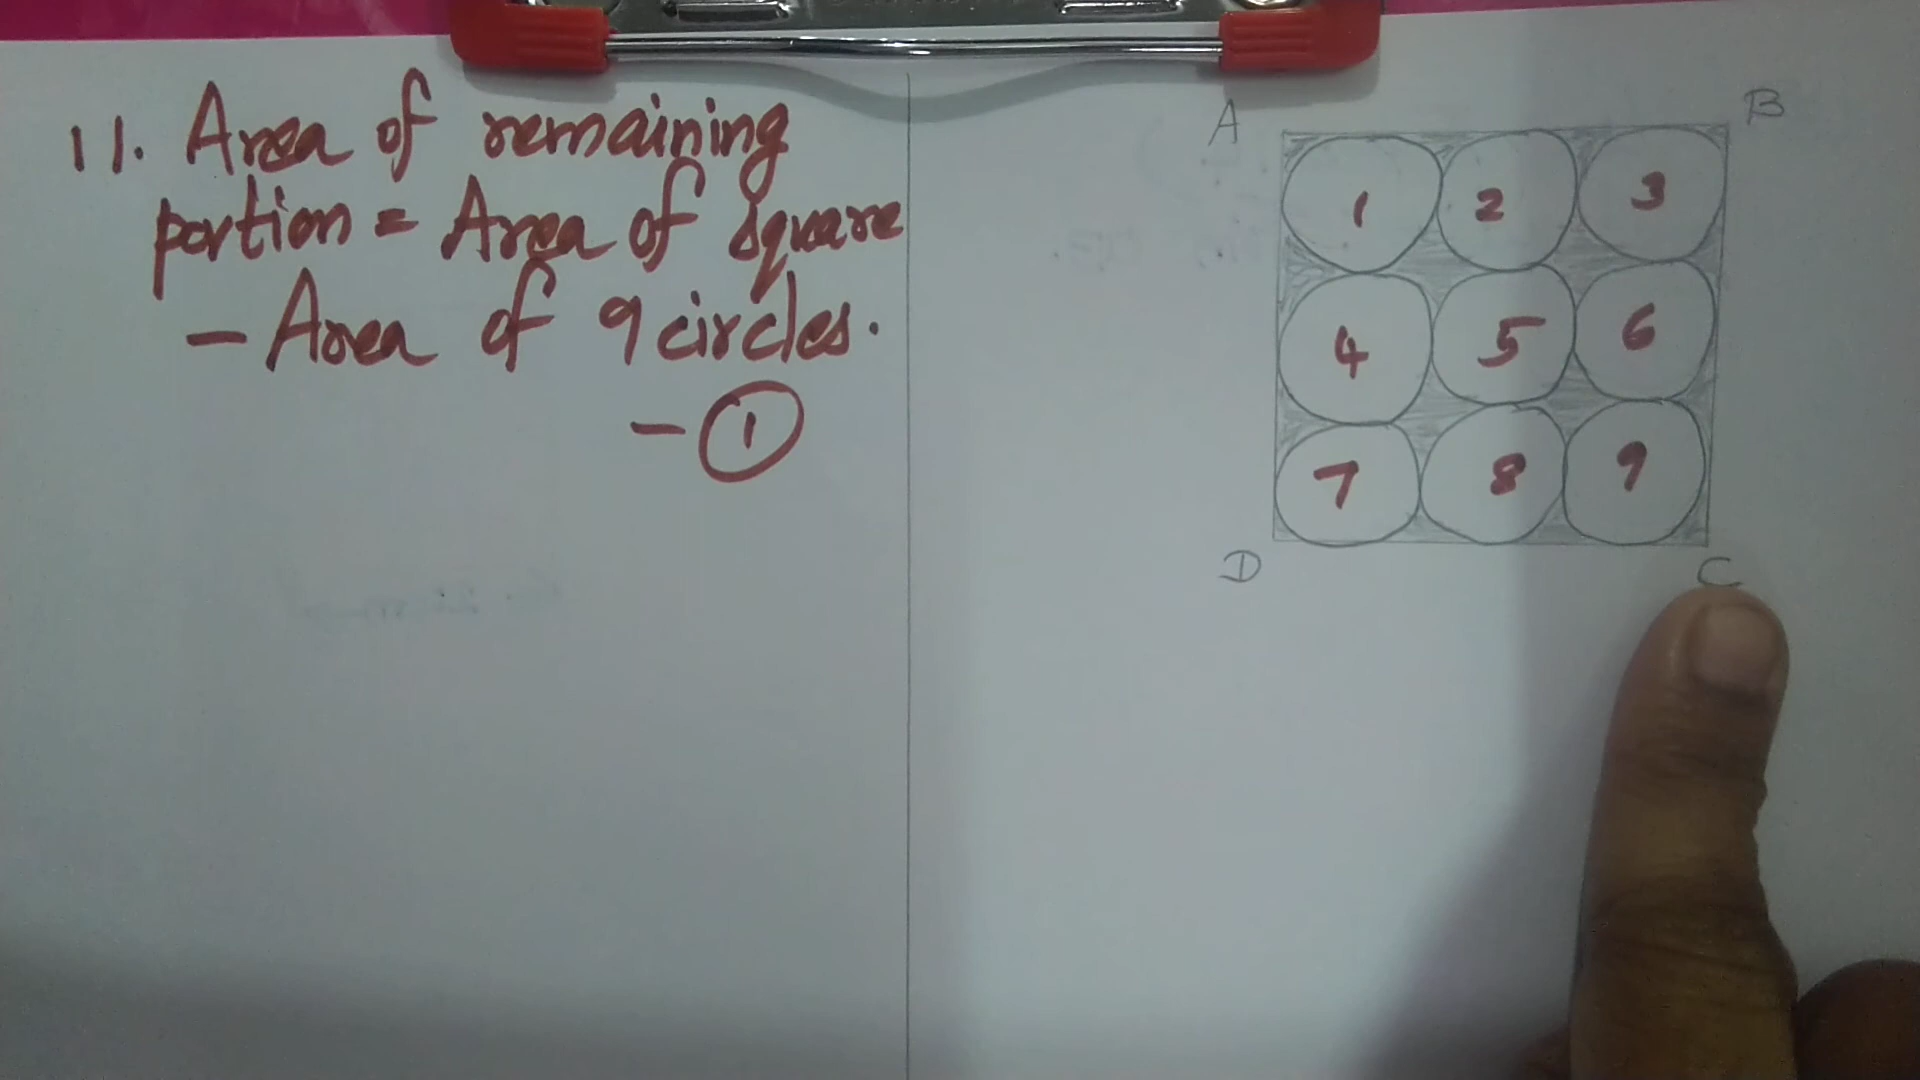 11. Area of remaining
portion = Area of square
- Area of 9 circles.
- 1
A
B
1 2 3
4 5 6
7 8 9
D
C